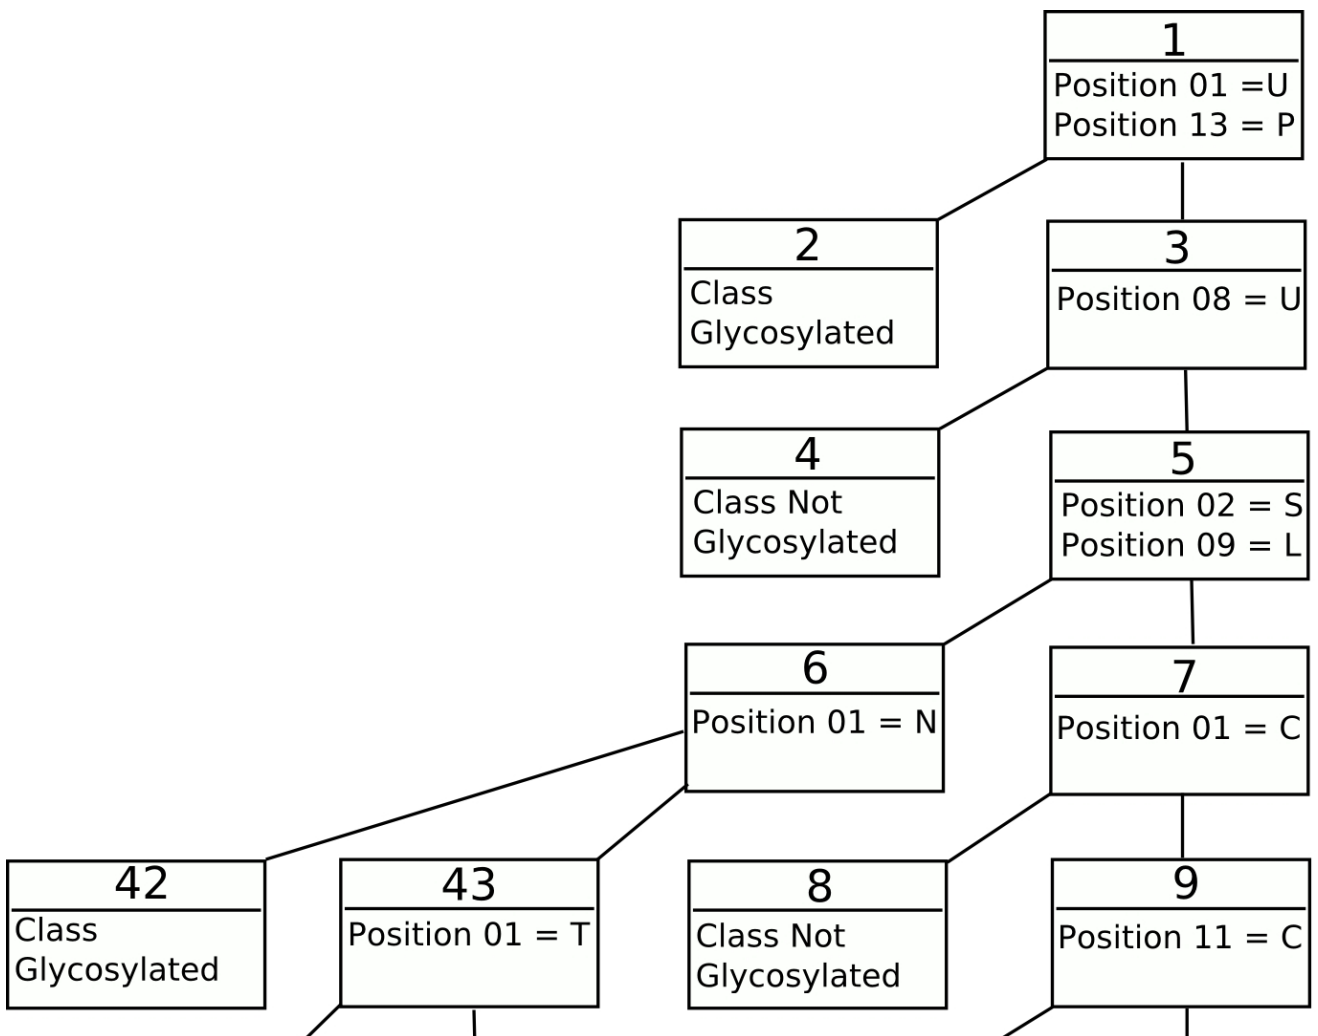 1
Position 01 =U
Position 13 = P
2
Class
Glycosylated
3
Position 08 = U
4
Class Not
Glycosylated
5
Position 02 = S
Position 09 = L
6
Position 01 = N
7
Position 01 = C
42
Class
Glycosylated
43
Position 01 = T
8
Class Not
Glycosylated
9
Position 11 = C